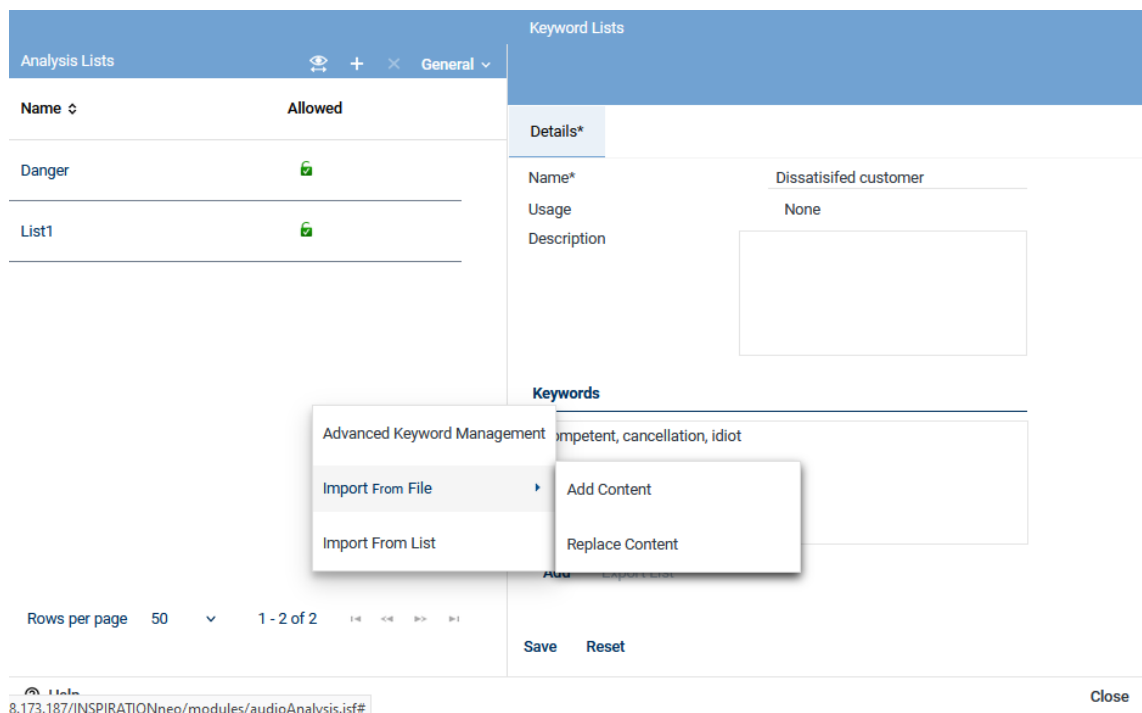 Keyword Lists
Analysis Lists
General
Name
Allowed
Danger
List1
Details*
Name*
Dissatisifed customer
Usage
None
Description
Keywords
ompetent, cancellation, idiot
Advanced Keyword Management
Import From File
Import From List
Add Content
Replace Content
Add
Export List
Rows per page
50
1 - 2 of 2
Save
Reset
Help
Close
8.173.187/INSPIRATIONneo/modules/audioAnalysis.jsf#